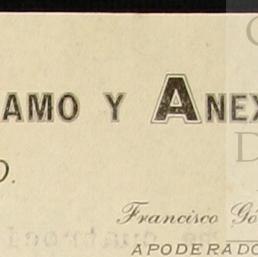 AMO Y ANEX
O.
Francisco Gó
APODERADO